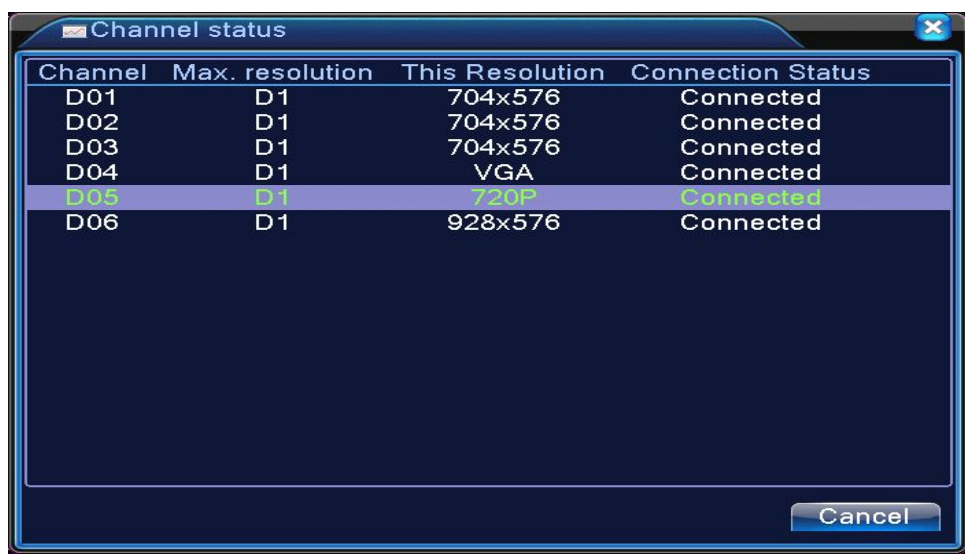 Channel status
Channel Max. resolution This Resolution Connection Status
D01 D1 704x576 Connected
D02 D1 704x576 Connected
D03 D1 704x576 Connected
D04 D1 VGA Connected
D05 D1 720P Connected
D06 D1 928x576 Connected
Cancel